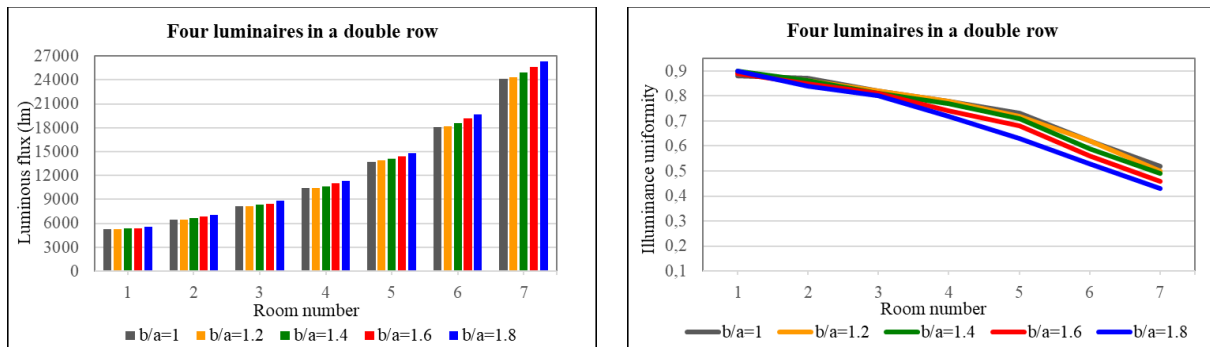 Four luminaires in a double row
Luminous flux (lm)
27000
24000
21000
18000
15000
12000
9000
6000
3000
0
1 2 3 4 5 6 7
Room number
b/a=1 b/a=1.2 b/a=1.4 b/a=1.6 b/a=1.8
Four luminaires in a double row
Illuminance uniformity
0,9
0,8
0,7
0,6
0,5
0,4
0,3
0,2
0,1
1 2 3 4 5 6 7
Room number
b/a=1 b/a=1.2 b/a=1.4 b/a=1.6 b/a=1.8